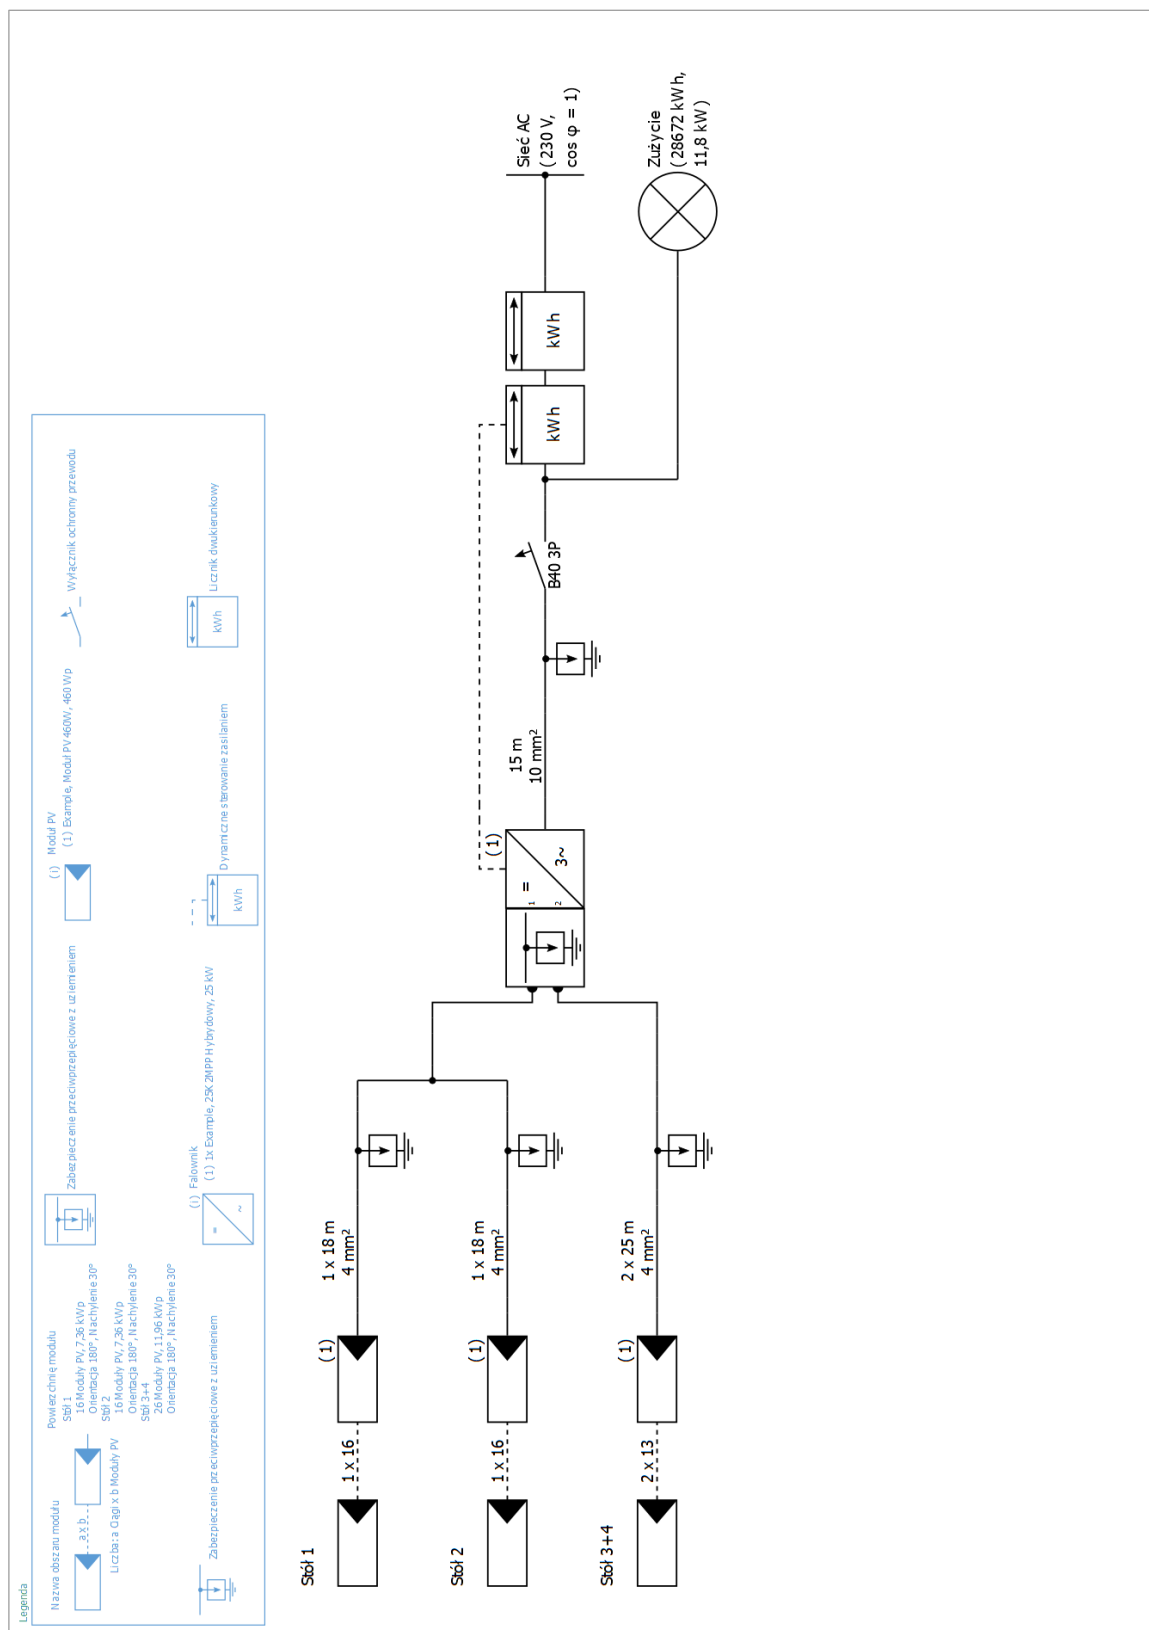 Legenda
Nazwa obszaru modułu
a x b
Liczba: a Ciągi x b Moduły PV
Powierzchnię modułu
Stół 1
16 Moduły PV, 7,36 kWp
Orientacja 180°, Nachylenie 30°
Stół 2
16 Moduły PV, 7,36 kWp
Orientacja 180°, Nachylenie 30°
Stół 3+4
26 Moduły PV, 11,96 kWp
Orientacja 180°, Nachylenie 30°
Zabezpieczenie przeciwprzepięciowe z uziemieniem
(i) Moduł PV
(1) Example, Moduł PV 460W, 460 Wp
Wyłącznik ochronny przewodu
Zabezpieczenie przeciwprzepięciowe z uziemieniem
=
~
(i) Falownik
(1) 1x Example, 25K 2MPP Hybrydowy, 25 kW
kWh
Dynamiczne sterowanie zasilaniem
kWh
Licznik dwukierunkowy
Stół 1
1 x 16
(1)
1 x 18 m
4 mm²
Stół 2
1 x 16
(1)
1 x 18 m
4 mm²
Stół 3+4
2 x 13
(1)
2 x 25 m
4 mm²
1
2
=
3~
(1)
15 m
10 mm²
B40 3P
kWh
kWh
Sieć AC
(230 V,
cos φ = 1)
Zużycie
(28672 kWh,
11,8 kW)